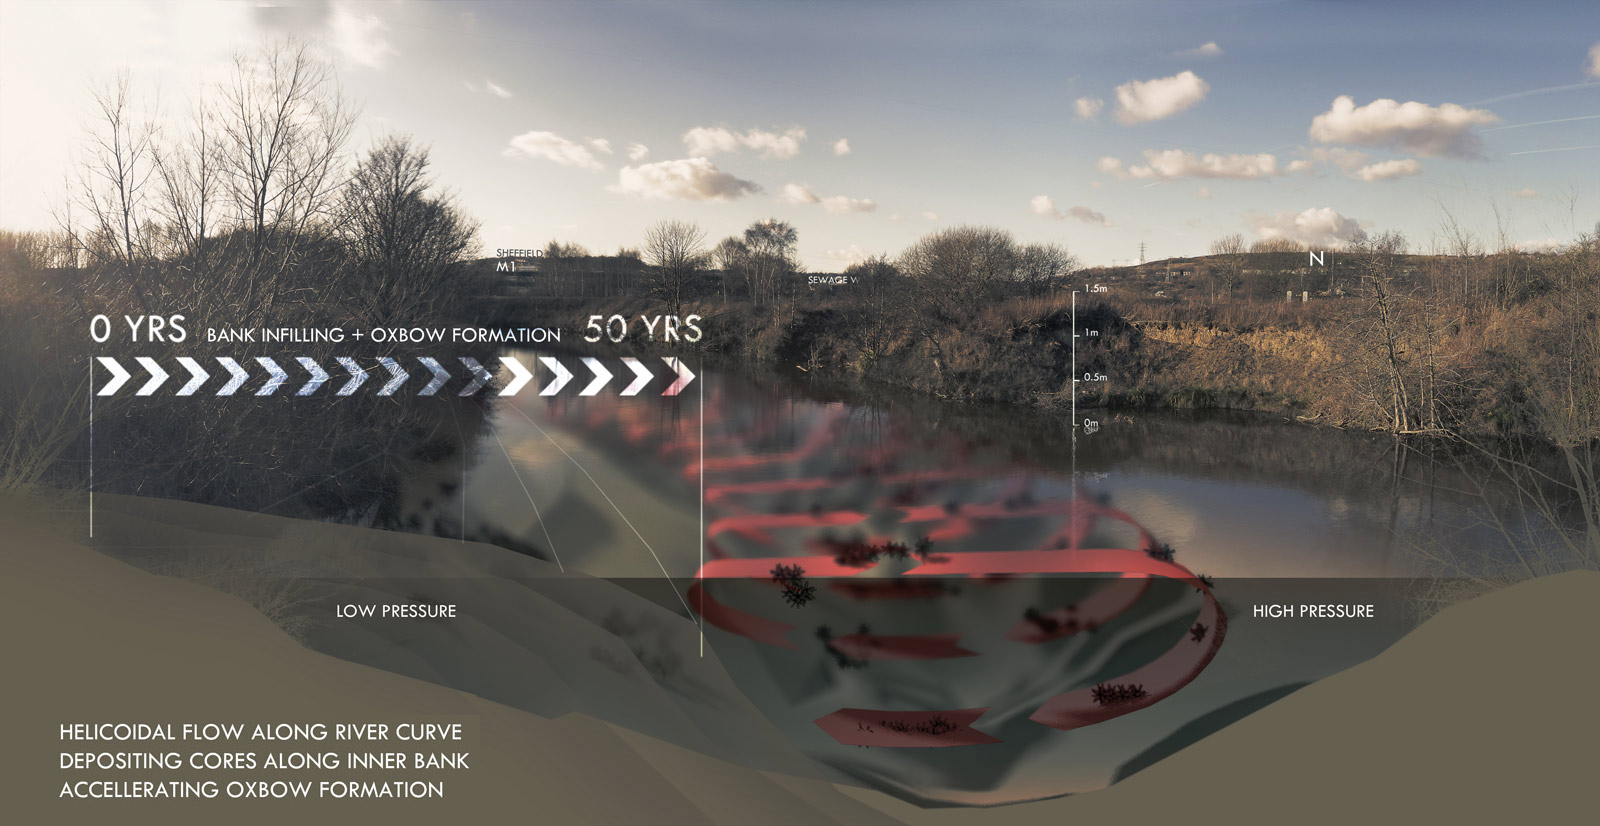 SHEFFIELD
M1
SEWAGE
N
1.5m
1m
0.5m
0m
0 YRS BANK INFILLING + OXBOW FORMATION 50 YRS
LOW PRESSURE
HIGH PRESSURE
HELICOIDAL FLOW ALONG RIVER CURVE
DEPOSITING CORES ALONG INNER BANK
ACCELLERATING OXBOW FORMATION